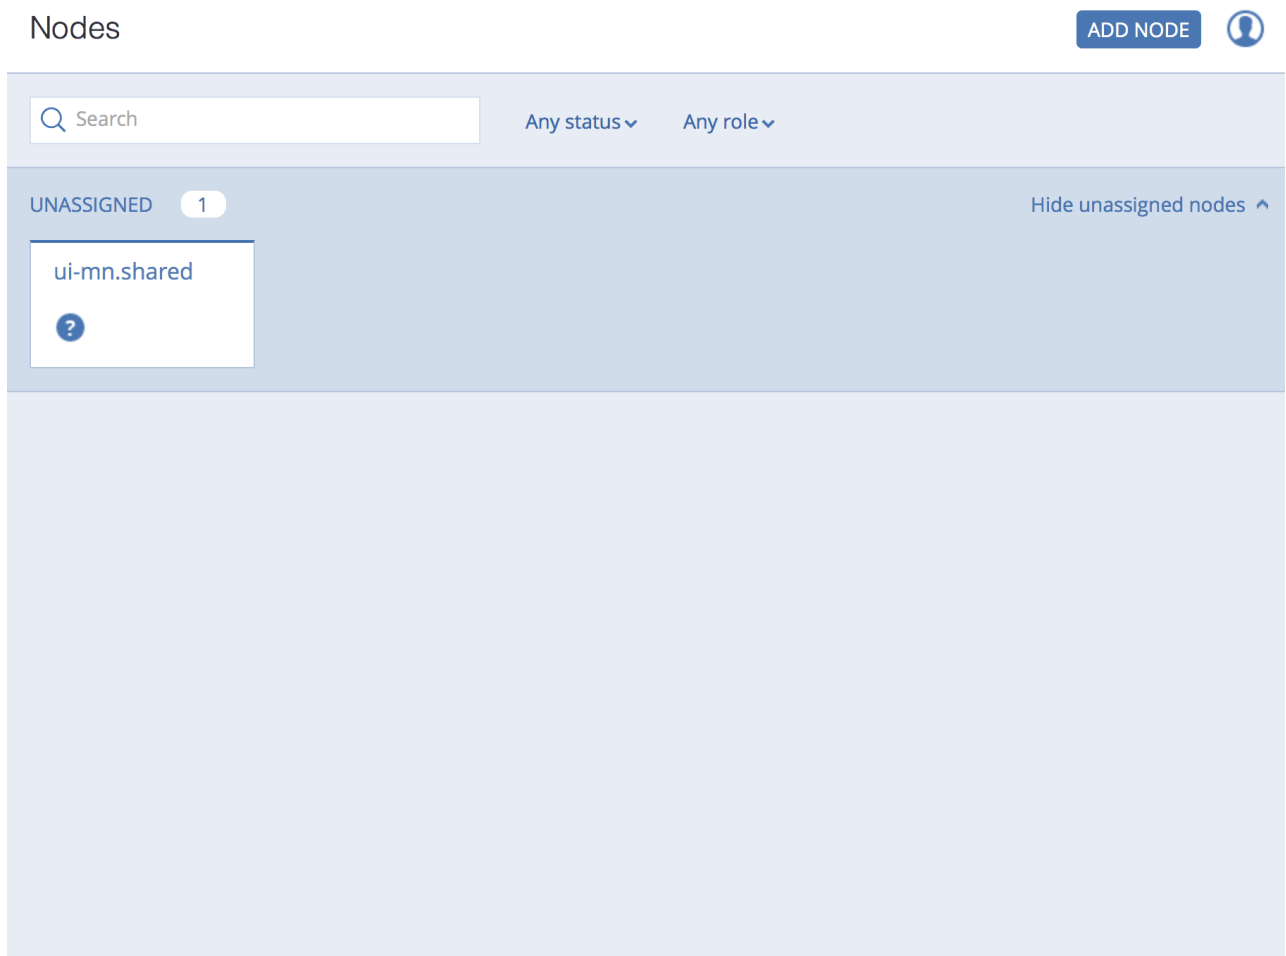 Nodes
ADD NODE
Search
Any status
Any role
UNASSIGNED 1
Hide unassigned nodes
ui-mn.shared
?